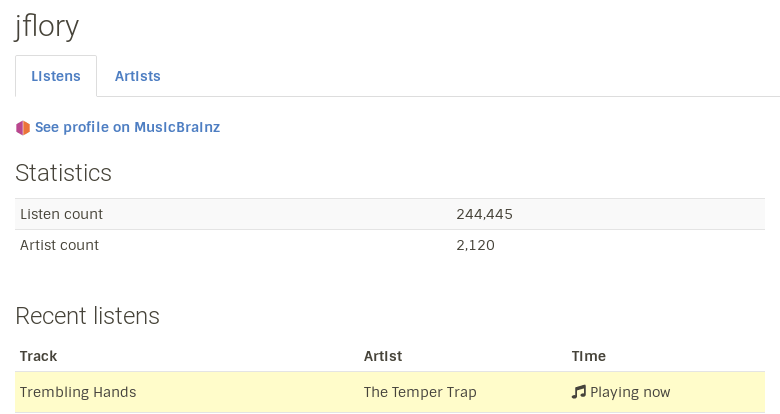 jflory
Listens Artists
See profile on MusicBrainz
Statistics
Listen count 244,445
Artist count 2,120
Recent listens
Track Artist Time
Trembling Hands The Temper Trap Playing now